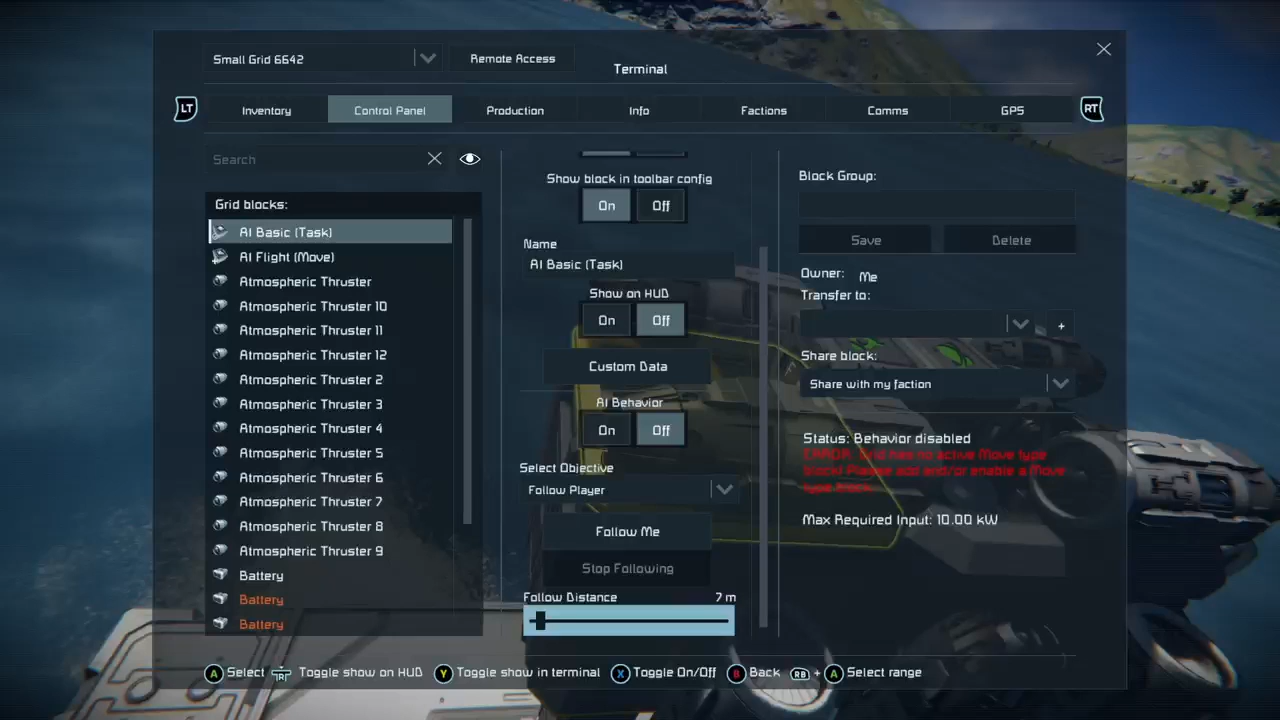 Small Grid 6642
Remote Access
Terminal
LT
Inventory
Control Panel
Production
Info
Factions
Comms
GPS
RT
Search
Grid blocks:
AI Basic (Task)
AI Flight (Move)
Atmospheric Thruster
Atmospheric Thruster 10
Atmospheric Thruster 11
Atmospheric Thruster 12
Atmospheric Thruster 2
Atmospheric Thruster 3
Atmospheric Thruster 4
Atmospheric Thruster 5
Atmospheric Thruster 6
Atmospheric Thruster 7
Atmospheric Thruster 8
Atmospheric Thruster 9
Battery
Battery
Battery
Show block in toolbar config
On Off
Name
AI Basic (Task)
Show on HUD
On Off
Custom Data
AI Behavior
On Off
Select Objective
Follow Player
Follow Me
Stop Following
Follow Distance 7 m
Block Group:
Save Delete
Owner: Me
Transfer to:
+
Share block:
Share with my faction
Status: Behavior disabled
ERROR: Grid has no active Move type
block! Please add and/or enable a Move
type block.
Max Required Input: 10.00 kW
A Select R Toggle show on HUD Y Toggle show in terminal X Toggle On/Off B Back RB + A Select range